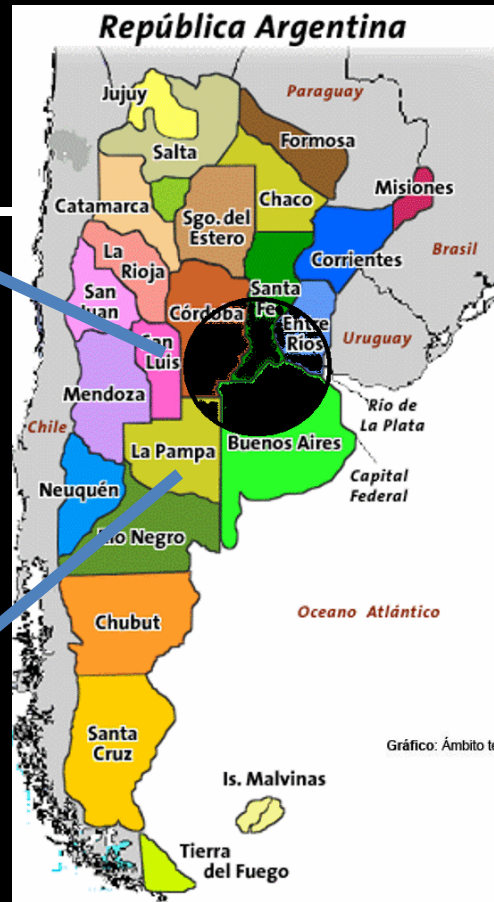 República Argentina
Jujuy
Paraguay
Formosa
Salta
Misiones
Chaco
Catamarca
Sgo. del
Estero
Corrientes
Brasil
La
Rioja
Santa
Fe
San
Juan
Córdoba
Entre
Ríos
San
Luis
Uruguay
Mendoza
Río de
La Plata
Chile
La Pampa
Buenos Aires
Capital
Federal
Neuquén
Río Negro
Oceano Atlántico
Chubut
Santa
Cruz
Gráfico: Ámbito te
Is. Malvinas
Tierra
del Fuego